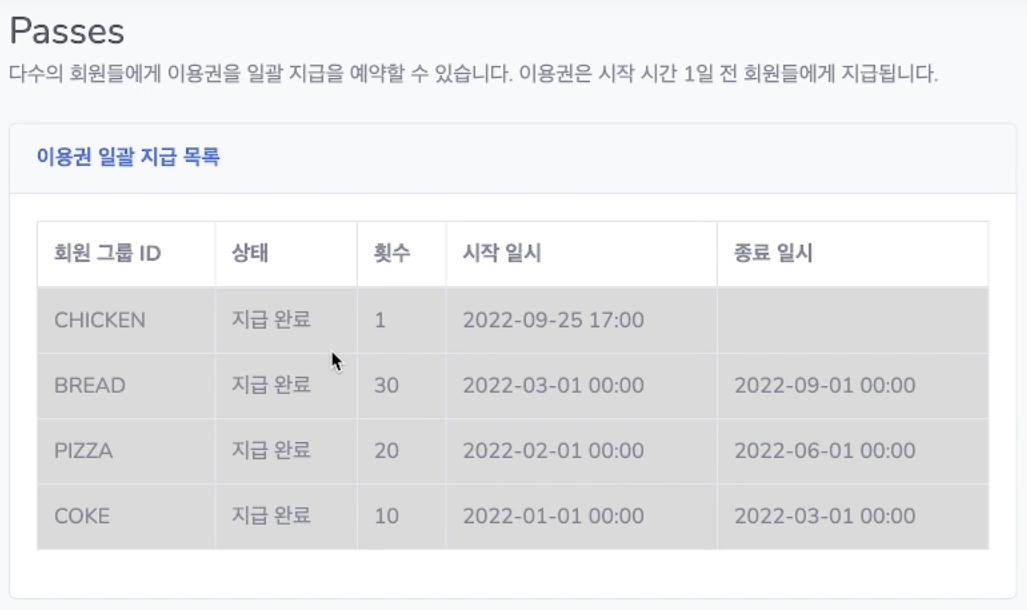 Passes
다수의 회원들에게 이용권을 일괄 지급을 예약할 수 있습니다. 이용권은 시작 시간 1일 전 회원들에게 지급됩니다.
이용권 일괄 지급 목록
회원 그룹 ID 상태 횟수 시작 일시 종료 일시
CHICKEN 지급 완료 1 2022-09-25 17:00
BREAD 지급 완료 30 2022-03-01 00:00 2022-09-01 00:00
PIZZA 지급 완료 20 2022-02-01 00:00 2022-06-01 00:00
COKE 지급 완료 10 2022-01-01 00:00 2022-03-01 00:00